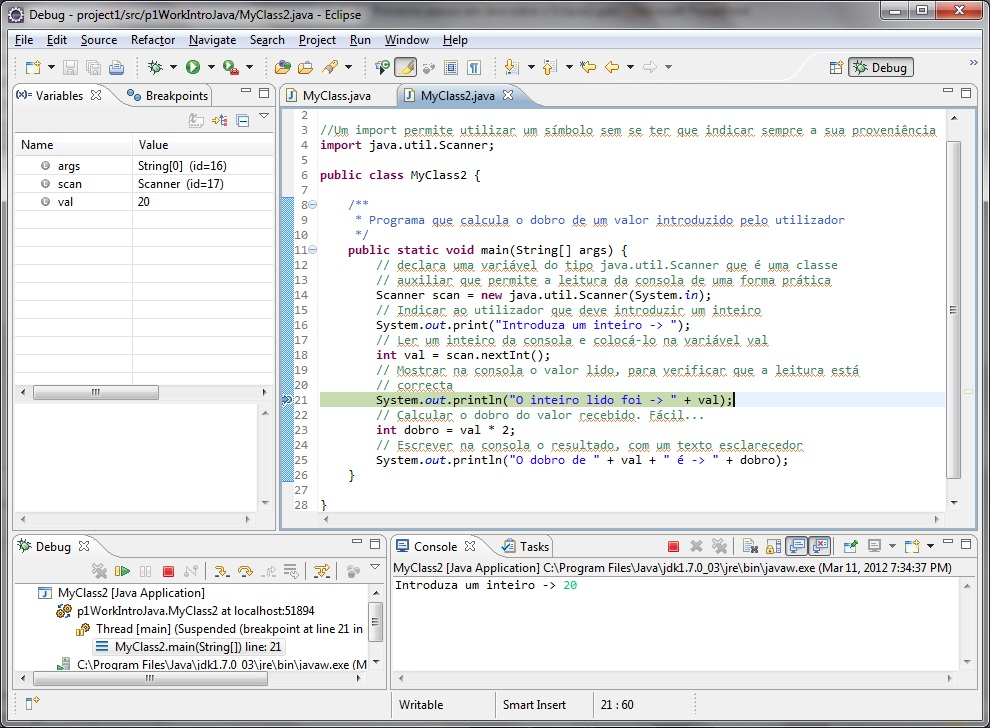 Debug - project1/src/p1WorkIntroJava/MyClass2.java - Eclipse
File Edit Source Refactor Navigate Search Project Run Window Help
Debug
Variables Breakpoints
Name Value
args String[0] (id=16)
scan Scanner (id=17)
val 20
MyClass.java MyClass2.java
2
3 //Um import permite utilizar um símbolo sem se ter que indicar sempre a sua proveniência
4 import java.util.Scanner;
5
6 public class MyClass2 {
7
8 /**
9 * Programa que calcula o dobro de um valor introduzido pelo utilizador
10 */
11 public static void main(String[] args) {
12 // declara uma variável do tipo java.util.Scanner que é uma classe
13 // auxiliar que permite a leitura da consola de uma forma prática
14 Scanner scan = new java.util.Scanner(System.in);
15 // Indicar ao utilizador que deve introduzir um inteiro
16 System.out.print("Introduza um inteiro -> ");
17 // Ler um inteiro da consola e colocá-lo na variável val
18 int val = scan.nextInt();
19 // Mostrar na consola o valor lido, para verificar que a leitura está
20 // correcta
21 System.out.println("O inteiro lido foi -> " + val);
22 // Calcular o dobro do valor recebido. Fácil...
23 int dobro = val * 2;
24 // Escrever na consola o resultado, com um texto esclarecedor
25 System.out.println("O dobro de " + val + " é -> " + dobro);
26 }
27
28 }
Debug
MyClass2 [Java Application]
p1WorkIntroJava.MyClass2 at localhost:51894
Thread [main] (Suspended (breakpoint at line 21 in
MyClass2.main(String[]) line: 21
C:\Program Files\Java\jdk1.7.0_03\jre\bin\javaw.exe (M
Console Tasks
MyClass2 [Java Application] C:\Program Files\Java\jdk1.7.0_03\jre\bin\javaw.exe (Mar 11, 2012 7:34:37 PM)
Introduza um inteiro -> 20
Writable Smart Insert 21 : 60